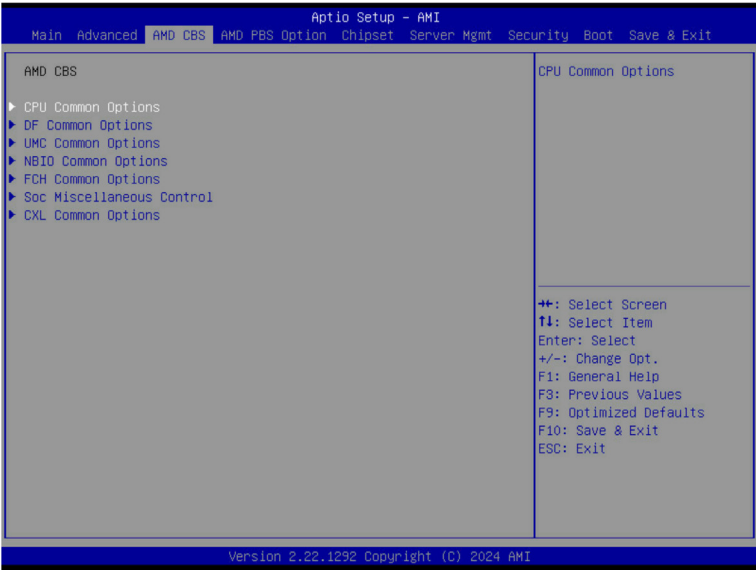 Aptio Setup – AMI
Main Advanced AMD CBS AMD PBS Option Chipset Server Mgmt Security Boot Save & Exit
AMD CBS
CPU Common Options
DF Common Options
UMC Common Options
NBIO Common Options
FCH Common Options
Soc Miscellaneous Control
CXL Common Options
CPU Common Options
→←: Select Screen
↑↓: Select Item
Enter: Select
+/-: Change Opt.
F1: General Help
F3: Previous Values
F9: Optimized Defaults
F10: Save & Exit
ESC: Exit
Version 2.22.1292 Copyright (C) 2024 AMI